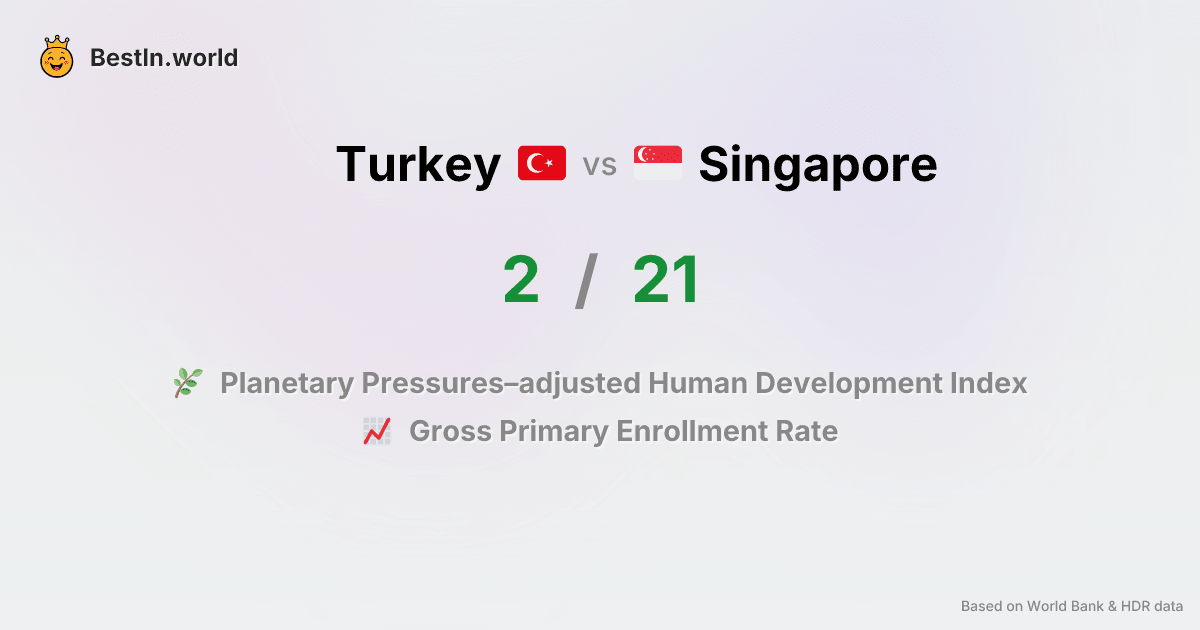 BestIn.world
Turkey vs Singapore
2 / 21
Planetary Pressures–adjusted Human Development Index
Gross Primary Enrollment Rate
Based on World Bank & HDR data